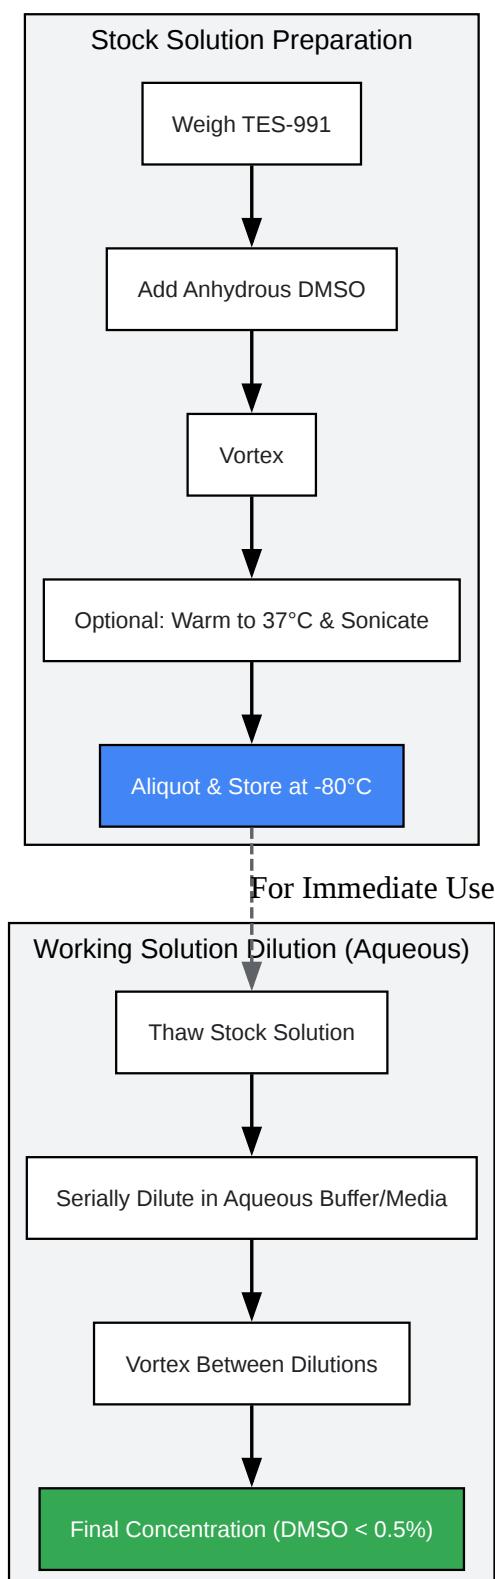 Stock Solution Preparation
Weigh TES-991
Add Anhydrous DMSO
Vortex
Optional: Warm to 37°C & Sonicate
Aliquot & Store at -80°C
For Immediate Use
Working Solution Dilution (Aqueous)
Thaw Stock Solution
Serially Dilute in Aqueous Buffer/Media
Vortex Between Dilutions
Final Concentration (DMSO < 0.5%)